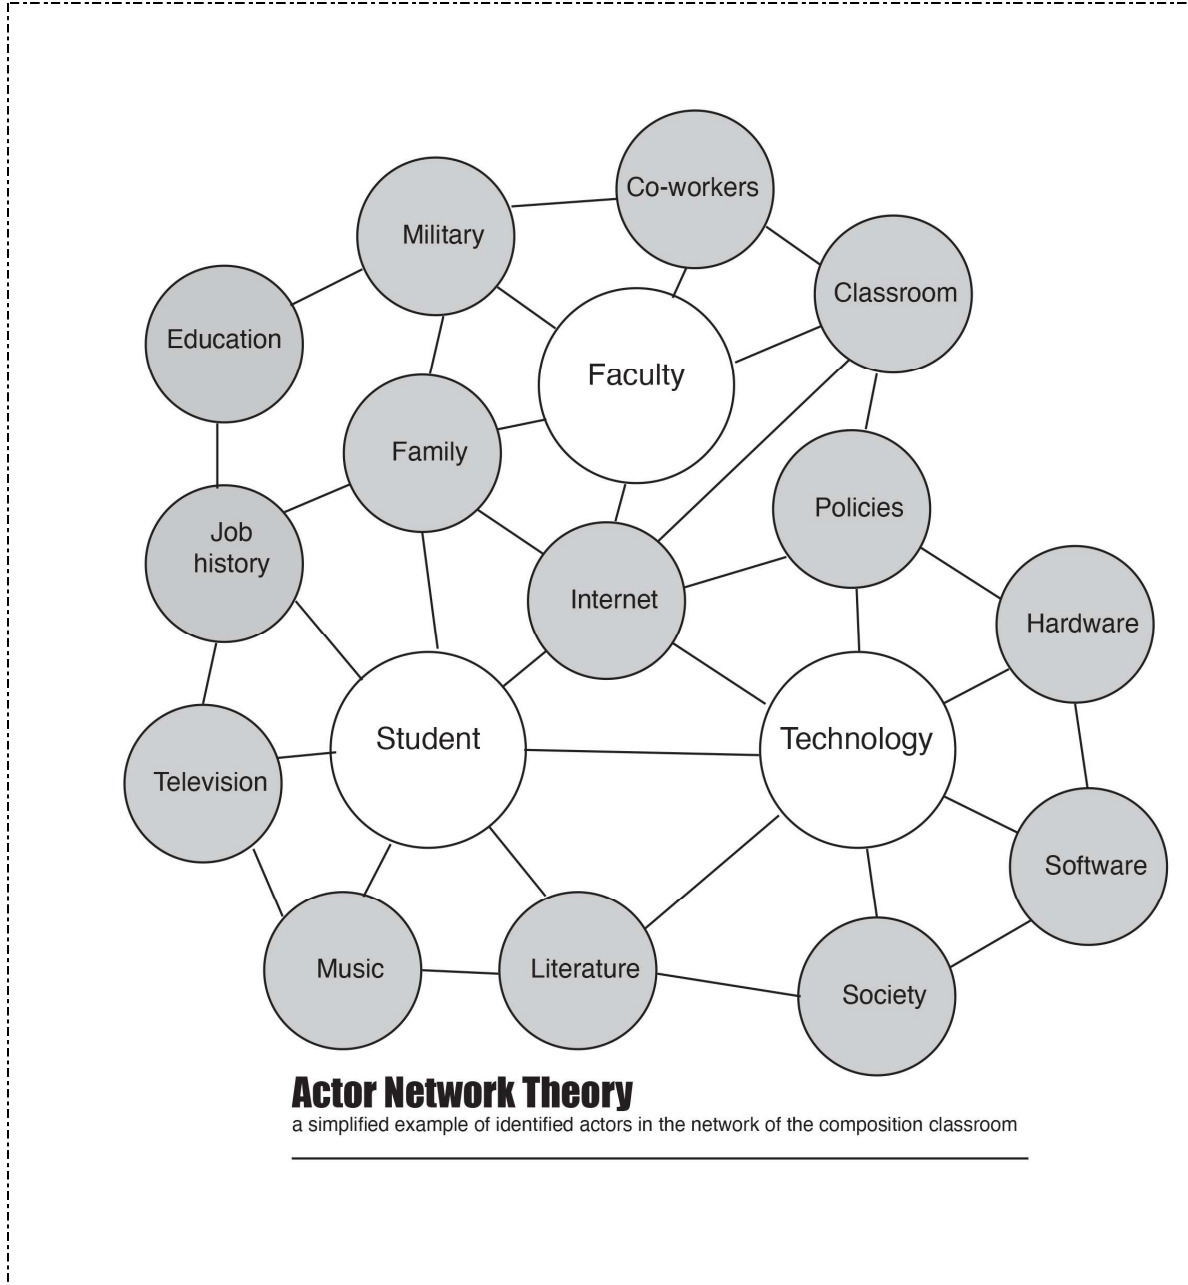 Co-workers
Military
Classroom
Education
Faculty
Family
Policies
Job
history
Internet
Hardware
Student
Technology
Television
Software
Music
Literature
Society
Actor Network Theory
a simplified example of identified actors in the network of the composition classroom